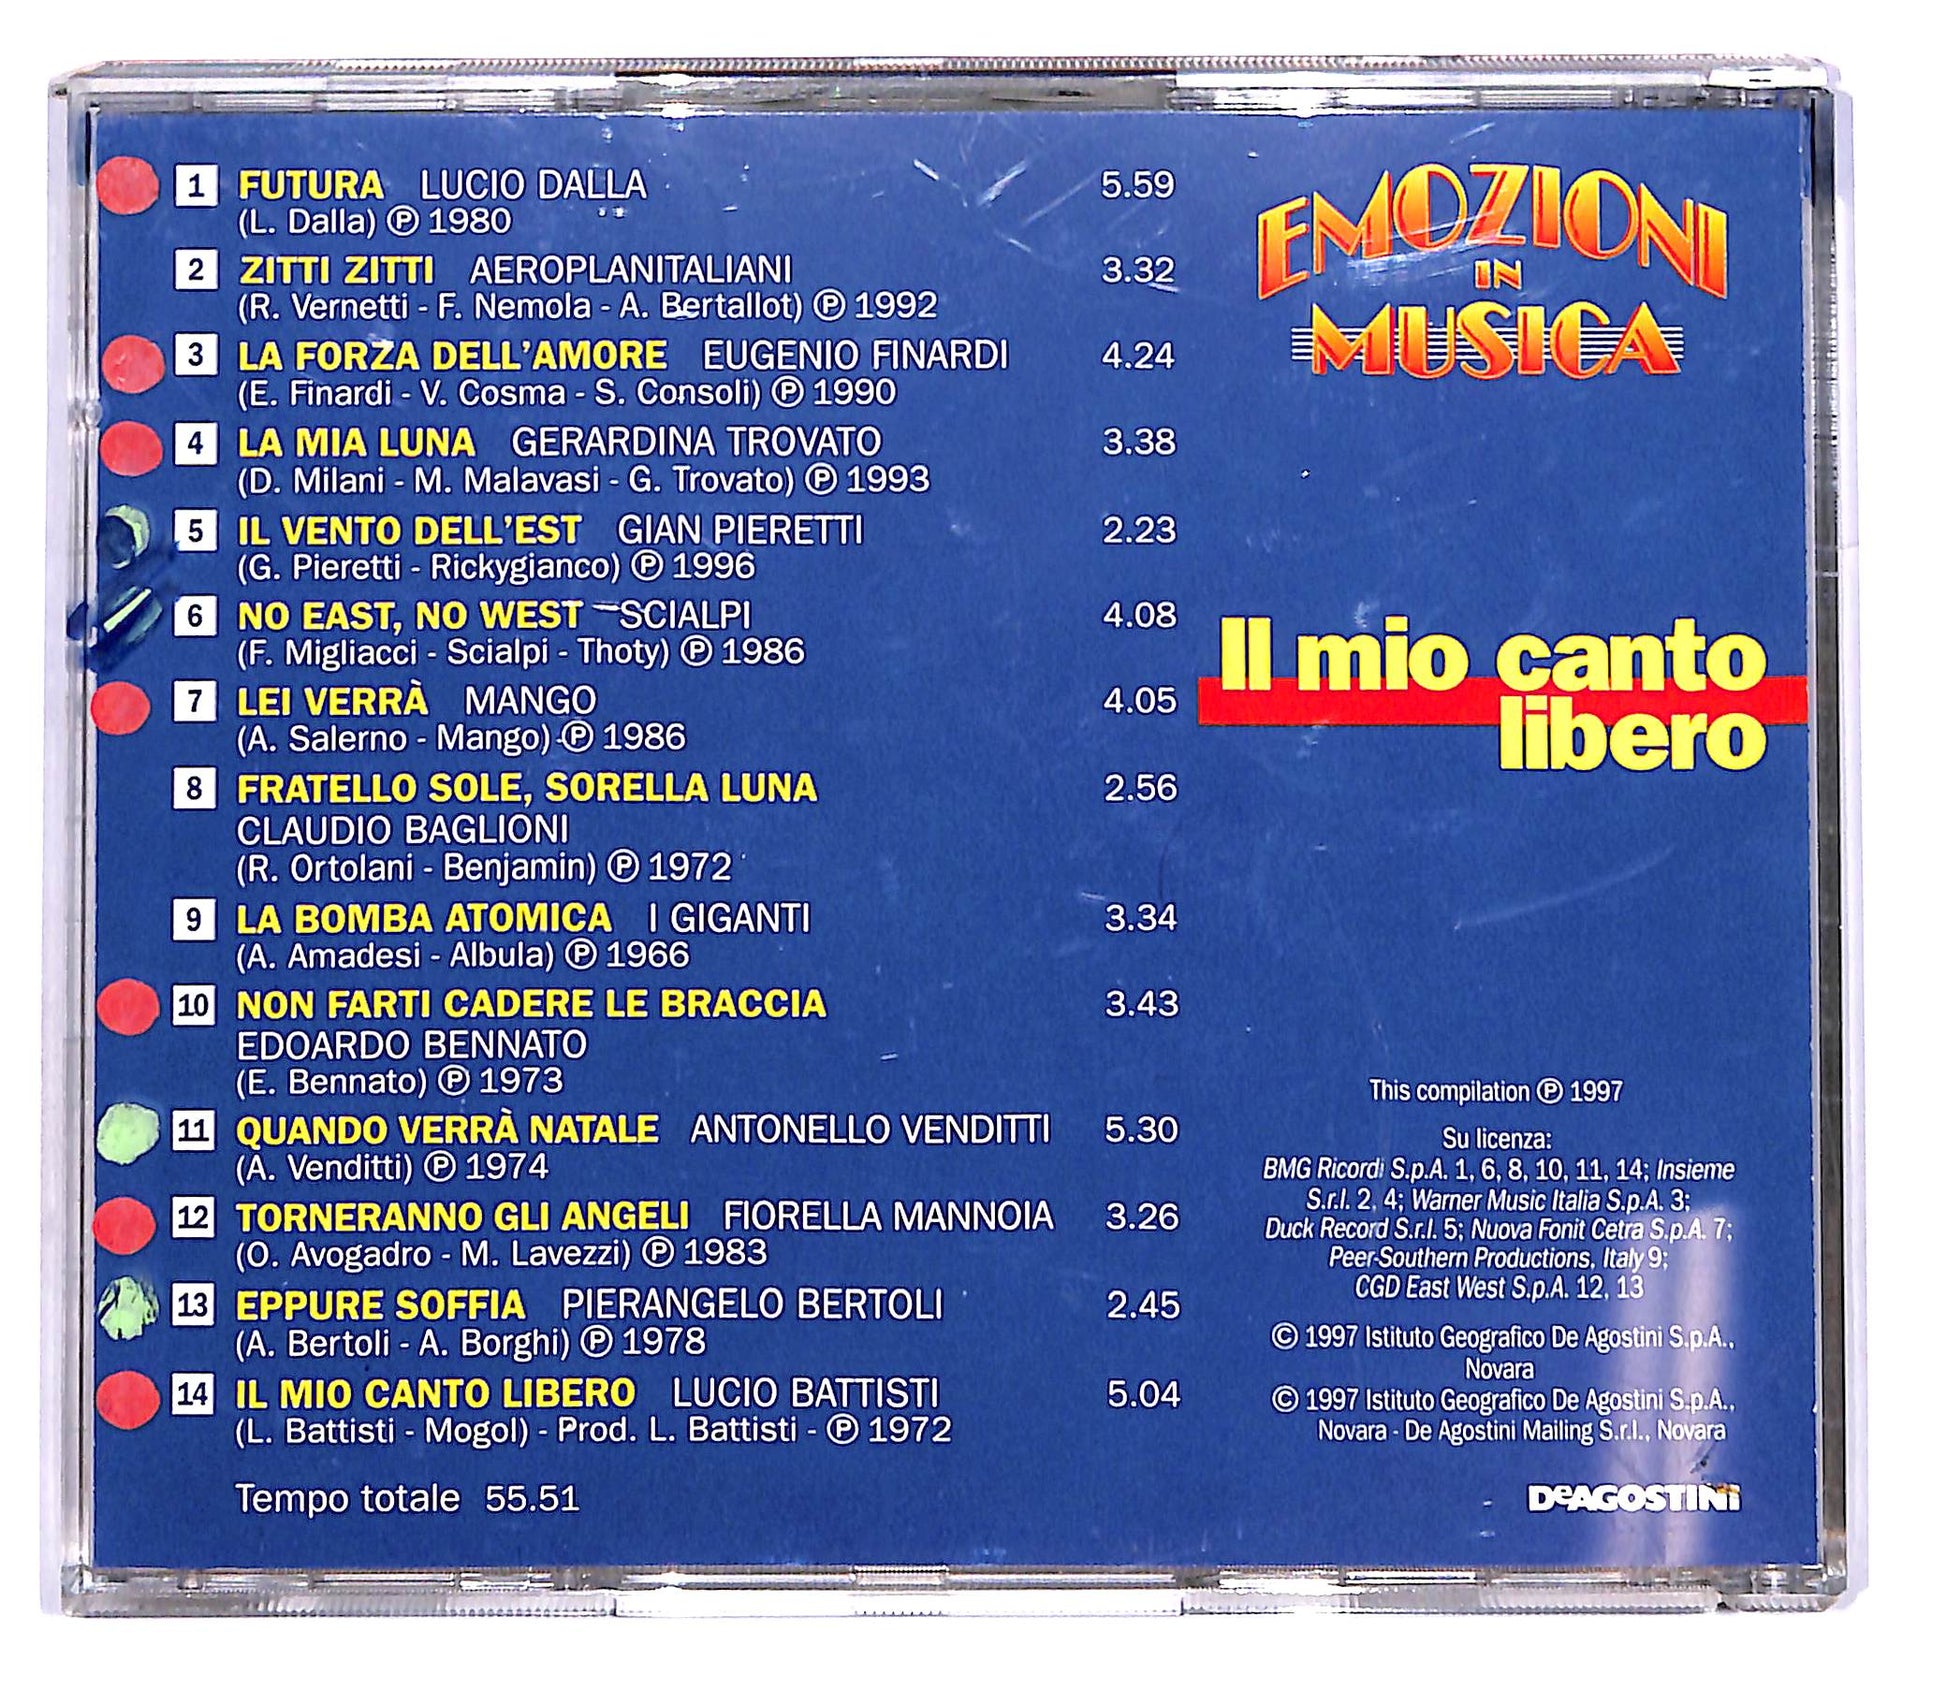 1 FUTURA LUCIO DALLA 5.59
(L. Dalla) Ⓟ 1980
2 ZITTI ZITTI AEROPLANITALIANI 3.32
(R. Vernetti - F. Nemola - A. Bertallot) Ⓟ 1992
3 LA FORZA DELL'AMORE EUGENIO FINARDI 4.24
(E. Finardi - V. Cosma - S. Consoli) Ⓟ 1990
4 LA MIA LUNA GERARDINA TROVATO 3.38
(D. Milani - M. Malavasi - G. Trovato) Ⓟ 1993
5 IL VENTO DELL'EST GIAN PIERETTI 2.23
(G. Pieretti - Rickygianco) Ⓟ 1996
6 NO EAST, NO WEST SCIALPI 4.08
(F. Migliacci - Scialpi - Thoty) Ⓟ 1986
7 LEI VERRÀ MANGO 4.05
(A. Salerno - Mango) Ⓟ 1986
8 FRATELLO SOLE, SORELLA LUNA 2.56
CLAUDIO BAGLIONI
(R. Ortolani - Benjamin) Ⓟ 1972
9 LA BOMBA ATOMICA I GIGANTI 3.34
(A. Amadesi - Albula) Ⓟ 1966
10 NON FARTI CADERE LE BRACCIA 3.43
EDOARDO BENNATO
(E. Bennato) Ⓟ 1973
11 QUANDO VERRÀ NATALE ANTONELLO VENDITTI 5.30
(A. Venditti) Ⓟ 1974
12 TORNERANNO GLI ANGELI FIORELLA MANNOIA 3.26
(O. Avogadro - M. Lavezzi) Ⓟ 1983
13 EPPURE SOFFIA PIERANGELO BERTOLI 2.45
(A. Bertoli - A. Borghi) Ⓟ 1978
14 IL MIO CANTO LIBERO LUCIO BATTISTI 5.04
(L. Battisti - Mogol) - Prod. L. Battisti - Ⓟ 1972
Tempo totale 55.51
EMOZIONI
IN
MUSICA
Il mio canto
libero
This compilation Ⓟ 1997
Su licenza:
BMG Ricordi S.p.A. 1, 6, 8, 10, 11, 14; Insieme
S.r.l. 2, 4; Warner Music Italia S.p.A. 3;
Duck Record S.r.l. 5; Nuova Fonit Cetra S.p.A. 7;
Peer-Southern Productions, Italy 9;
CGD East West S.p.A. 12, 13
© 1997 Istituto Geografico De Agostini S.p.A.,
Novara
© 1997 Istituto Geografico De Agostini S.p.A.,
Novara - De Agostini Mailing S.r.l., Novara
DeAGOSTINI